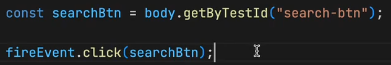 const searchBtn = body.getByTestId("search-btn");
fireEvent.click(searchBtn);